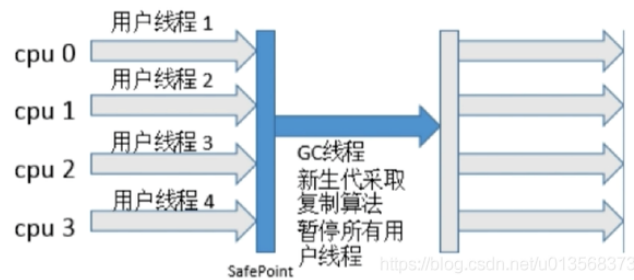 用户线程 1
cpu 0
用户线程 2
cpu 1
用户线程 3
cpu 2
用户线程 4
cpu 3
GC线程
新生代采取
复制算法
暂停所有用
户线程
SafePoint
https://blog.csdn.net/u013568373